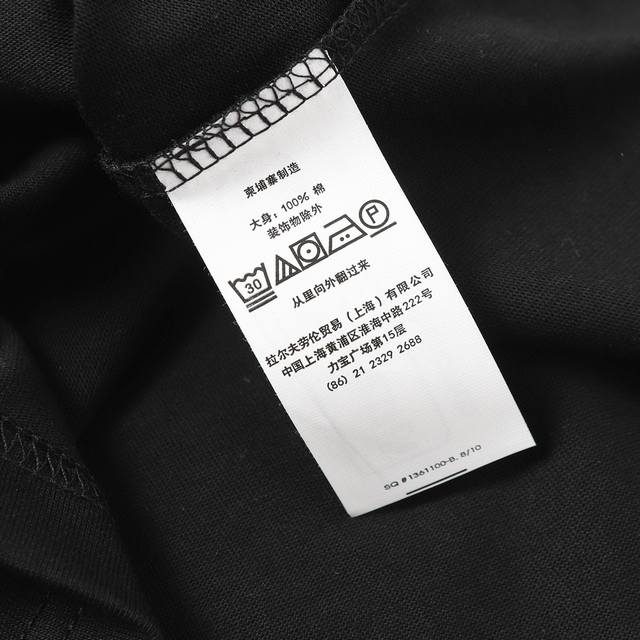 柬埔寨制造
大身：100% 棉
装饰物除外
30 P
从里向外翻过来
拉尔夫劳伦贸易（上海）有限公司
中国上海黄浦区淮海中路222号
力宝广场第15层
(86) 21 2329 2688
SQ #1361100-B. 8/10